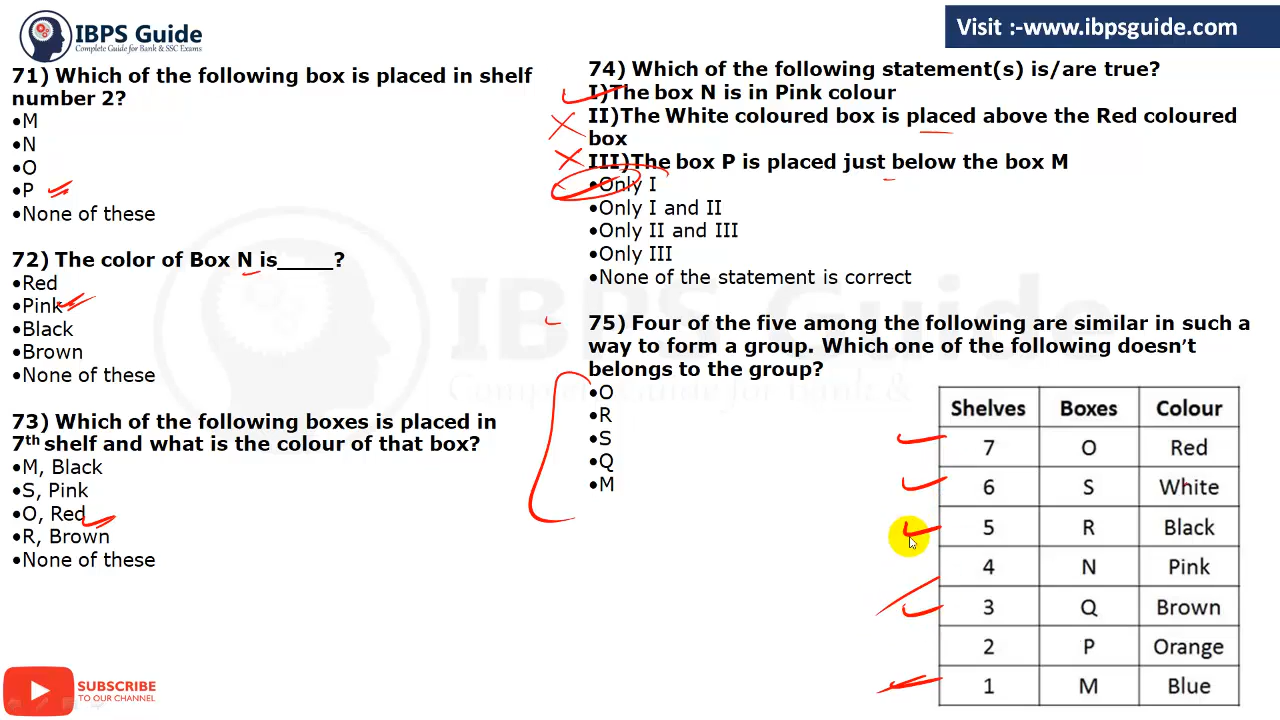 IBPS Guide
Complete Guide for Bank & SSC Exams
Visit :-www.ibpsguide.com
71) Which of the following box is placed in shelf
number 2?
•M
•N
•O
•P
•None of these
72) The color of Box N is_____?
•Red
•Pink
•Black
•Brown
•None of these
73) Which of the following boxes is placed in
7th shelf and what is the colour of that box?
•M, Black
•S, Pink
•O, Red
•R, Brown
•None of these
74) Which of the following statement(s) is/are true?
I)The box N is in Pink colour
II)The White coloured box is placed above the Red coloured
box
III)The box P is placed just below the box M
•Only I
•Only I and II
•Only II and III
•Only III
•None of the statement is correct
75) Four of the five among the following are similar in such a
way to form a group. Which one of the following doesn't
belongs to the group?
•O
•R
•S
•Q
•M
Shelves Boxes Colour
7 O Red
6 S White
5 R Black
4 N Pink
3 Q Brown
2 P Orange
1 M Blue
IBPS Guide
Complete Guide for Bank &
SUBSCRIBE
TO OUR CHANNEL